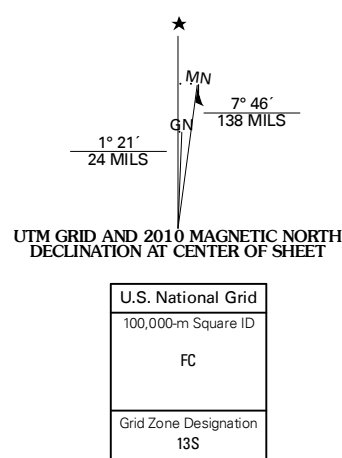 ★
MN
7° 46´
138 MILS
GN
1° 21´
24 MILS
UTM GRID AND 2010 MAGNETIC NORTH
DECLINATION AT CENTER OF SHEET
U.S. National Grid
100,000-m Square ID
FC
Grid Zone Designation
13S